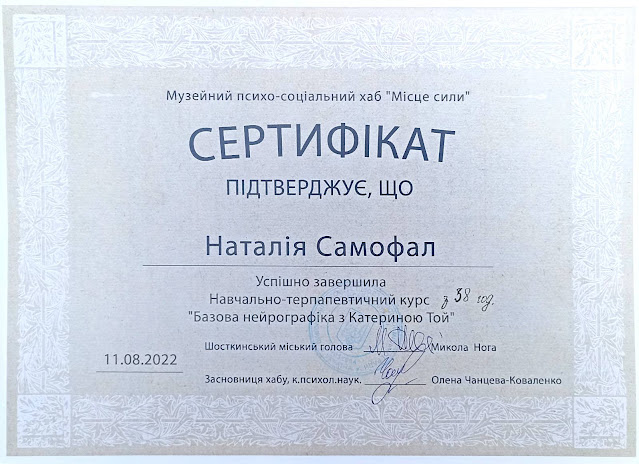 Музейний психо-соціальний хаб "Місце сили"
СЕРТИФІКАТ
ПІДТВЕРДЖУЄ, ЩО
Наталія Самофал
Успішно завершила
Навчально-терпапевтичний курс з 38 год.
"Базова нейрографіка з Катериною Той"
Шосткинський міський голова Микола Нога
11.08.2022
Засновниця хабу, к.психол.наук. Олена Чанцева-Коваленко